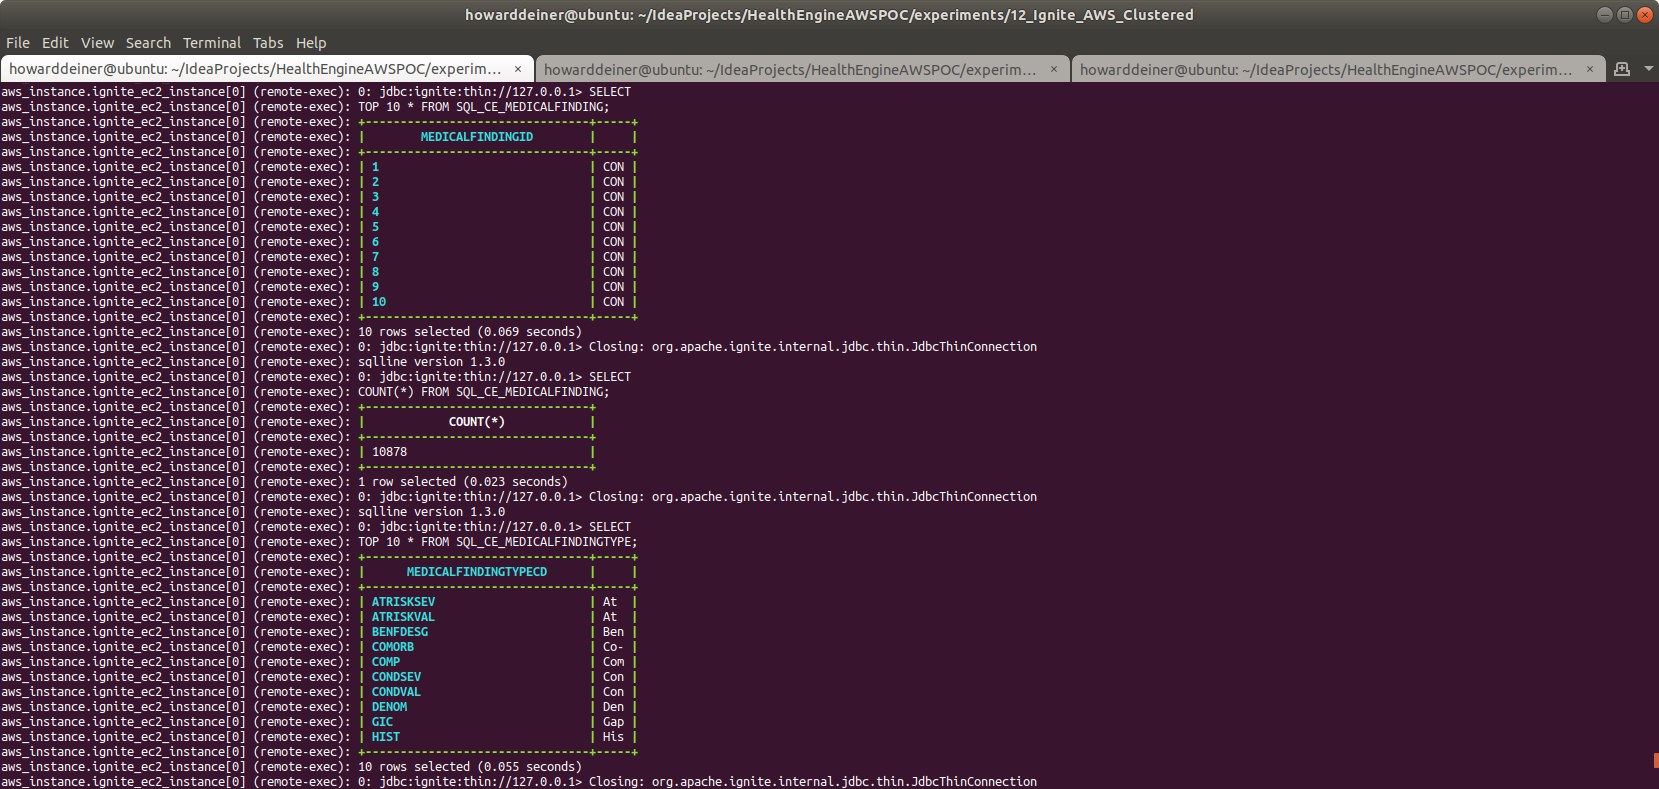 howarddeiner@ubuntu: ~/IdeaProjects/HealthEngineAWSPOC/experiments/12_Ignite_AWS_Clustered
File Edit View Search Terminal Tabs Help
howarddeiner@ubuntu: ~/IdeaProjects/HealthEngineAWSPOC/experim... × howarddeiner@ubuntu: ~/IdeaProjects/HealthEngineAWSPOC/experim... × howarddeiner@ubuntu: ~/IdeaProjects/HealthEngineAWSPOC/experim... ×
aws_instance.ignite_ec2_instance[0] (remote-exec): 0: jdbc:ignite:thin://127.0.0.1> SELECT
aws_instance.ignite_ec2_instance[0] (remote-exec): TOP 10 * FROM SQL_CE_MEDICALFINDING;
aws_instance.ignite_ec2_instance[0] (remote-exec): +--------------------------------+-----+
aws_instance.ignite_ec2_instance[0] (remote-exec): |        MEDICALFINDINGID        |     |
aws_instance.ignite_ec2_instance[0] (remote-exec): +--------------------------------+-----+
aws_instance.ignite_ec2_instance[0] (remote-exec): | 1                              | CON |
aws_instance.ignite_ec2_instance[0] (remote-exec): | 2                              | CON |
aws_instance.ignite_ec2_instance[0] (remote-exec): | 3                              | CON |
aws_instance.ignite_ec2_instance[0] (remote-exec): | 4                              | CON |
aws_instance.ignite_ec2_instance[0] (remote-exec): | 5                              | CON |
aws_instance.ignite_ec2_instance[0] (remote-exec): | 6                              | CON |
aws_instance.ignite_ec2_instance[0] (remote-exec): | 7                              | CON |
aws_instance.ignite_ec2_instance[0] (remote-exec): | 8                              | CON |
aws_instance.ignite_ec2_instance[0] (remote-exec): | 9                              | CON |
aws_instance.ignite_ec2_instance[0] (remote-exec): | 10                             | CON |
aws_instance.ignite_ec2_instance[0] (remote-exec): +--------------------------------+-----+
aws_instance.ignite_ec2_instance[0] (remote-exec): 10 rows selected (0.069 seconds)
aws_instance.ignite_ec2_instance[0] (remote-exec): 0: jdbc:ignite:thin://127.0.0.1> Closing: org.apache.ignite.internal.jdbc.thin.JdbcThinConnection
aws_instance.ignite_ec2_instance[0] (remote-exec): sqlline version 1.3.0
aws_instance.ignite_ec2_instance[0] (remote-exec): 0: jdbc:ignite:thin://127.0.0.1> SELECT
aws_instance.ignite_ec2_instance[0] (remote-exec): COUNT(*) FROM SQL_CE_MEDICALFINDING;
aws_instance.ignite_ec2_instance[0] (remote-exec): +--------------------------------+
aws_instance.ignite_ec2_instance[0] (remote-exec): |            COUNT(*)            |
aws_instance.ignite_ec2_instance[0] (remote-exec): +--------------------------------+
aws_instance.ignite_ec2_instance[0] (remote-exec): | 10878                          |
aws_instance.ignite_ec2_instance[0] (remote-exec): +--------------------------------+
aws_instance.ignite_ec2_instance[0] (remote-exec): 1 row selected (0.023 seconds)
aws_instance.ignite_ec2_instance[0] (remote-exec): 0: jdbc:ignite:thin://127.0.0.1> Closing: org.apache.ignite.internal.jdbc.thin.JdbcThinConnection
aws_instance.ignite_ec2_instance[0] (remote-exec): sqlline version 1.3.0
aws_instance.ignite_ec2_instance[0] (remote-exec): 0: jdbc:ignite:thin://127.0.0.1> SELECT
aws_instance.ignite_ec2_instance[0] (remote-exec): TOP 10 * FROM SQL_CE_MEDICALFINDINGTYPE;
aws_instance.ignite_ec2_instance[0] (remote-exec): +--------------------------------+-----+
aws_instance.ignite_ec2_instance[0] (remote-exec): |      MEDICALFINDINGTYPECD      |     |
aws_instance.ignite_ec2_instance[0] (remote-exec): +--------------------------------+-----+
aws_instance.ignite_ec2_instance[0] (remote-exec): | ATRISKSEV                      | At  |
aws_instance.ignite_ec2_instance[0] (remote-exec): | ATRISKVAL                      | At  |
aws_instance.ignite_ec2_instance[0] (remote-exec): | BENFDESG                       | Ben |
aws_instance.ignite_ec2_instance[0] (remote-exec): | COMORB                         | Co- |
aws_instance.ignite_ec2_instance[0] (remote-exec): | COMP                           | Com |
aws_instance.ignite_ec2_instance[0] (remote-exec): | CONDSEV                        | Con |
aws_instance.ignite_ec2_instance[0] (remote-exec): | CONDVAL                        | Con |
aws_instance.ignite_ec2_instance[0] (remote-exec): | DENOM                          | Den |
aws_instance.ignite_ec2_instance[0] (remote-exec): | GIC                            | Gap |
aws_instance.ignite_ec2_instance[0] (remote-exec): | HIST                           | His |
aws_instance.ignite_ec2_instance[0] (remote-exec): +--------------------------------+-----+
aws_instance.ignite_ec2_instance[0] (remote-exec): 10 rows selected (0.055 seconds)
aws_instance.ignite_ec2_instance[0] (remote-exec): 0: jdbc:ignite:thin://127.0.0.1> Closing: org.apache.ignite.internal.jdbc.thin.JdbcThinConnection